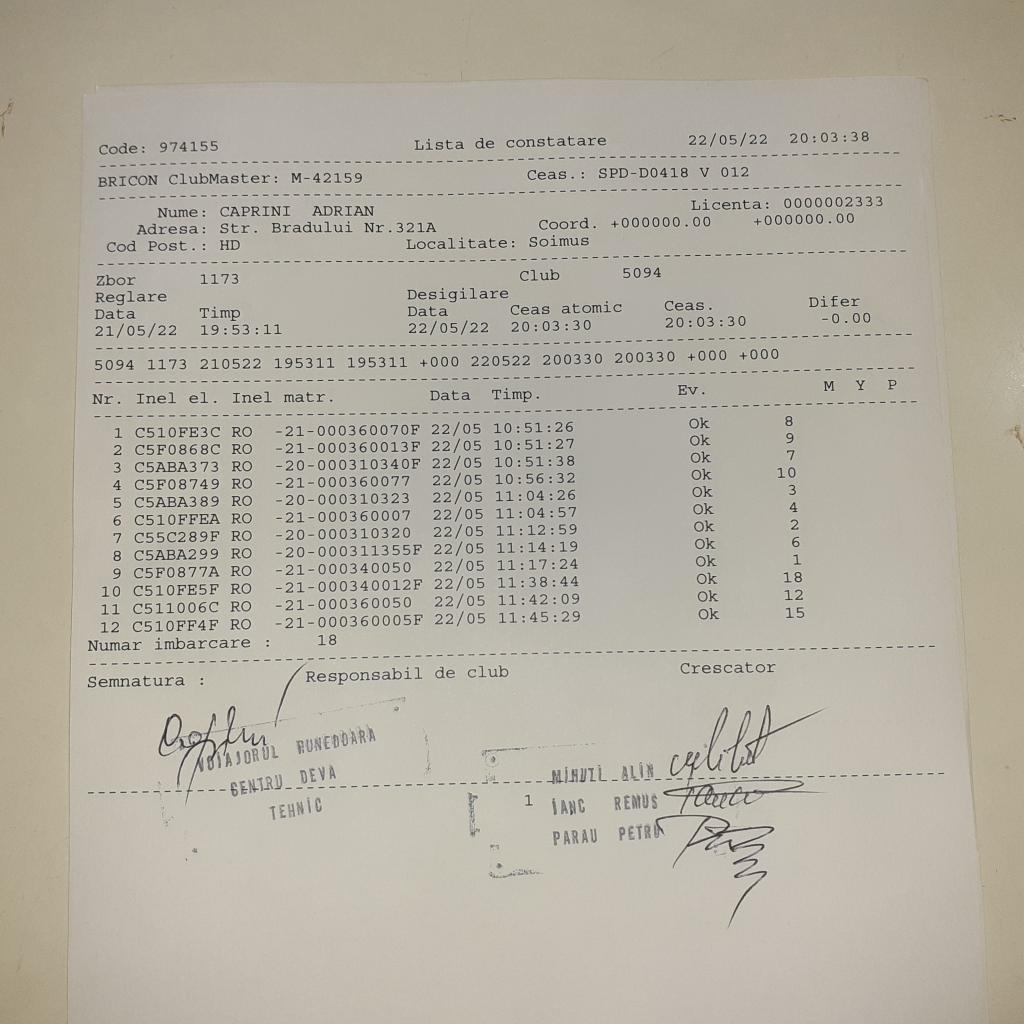 Code: 974155 Lista de constatare 22/05/22 20:03:38
BRICON ClubMaster: M-42159 Ceas.: SPD-D0418 V 012
Nume: CAPRINI ADRIAN Licenta: 0000002333
Adresa: Str. Bradului Nr.321A Coord. +000000.00 +000000.00
Cod Post.: HD Localitate: Soimus
Zbor 1173 Club 5094
Reglare Desigilare
Data Timp Data Ceas atomic Ceas. Difer
21/05/22 19:53:11 22/05/22 20:03:30 20:03:30 -0.00
5094 1173 210522 195311 195311 +000 220522 200330 200330 +000 +000
Nr. Inel el. Inel matr. Data Timp. Ev. M Y P
1 C510FE3C RO -21-000360070F 22/05 10:51:26 Ok 8
2 C5F0868C RO -21-000360013F 22/05 10:51:27 Ok 9
3 C5ABA373 RO -20-000310340F 22/05 10:51:38 Ok 7
4 C5F08749 RO -21-000360077 22/05 10:56:32 Ok 10
5 C5ABA389 RO -20-000310323 22/05 11:04:26 Ok 3
6 C510FFEA RO -21-000360007 22/05 11:04:57 Ok 4
7 C55C289F RO -20-000310320 22/05 11:12:59 Ok 2
8 C5ABA299 RO -20-000311355F 22/05 11:14:19 Ok 6
9 C5F0877A RO -21-000340050 22/05 11:17:24 Ok 1
10 C510FE5F RO -21-000340012F 22/05 11:38:44 Ok 18
11 C511006C RO -21-000360050 22/05 11:42:09 Ok 12
12 C510FF4F RO -21-000360005F 22/05 11:45:29 Ok 15
Numar imbarcare : 18
Semnatura : Responsabil de club Crescator
VOIAJORUL HUNEDOARA
CENTRU DEVA
TEHNIC
MIHUTI ALIN
1 IANC REMUS
PARAU PETRU